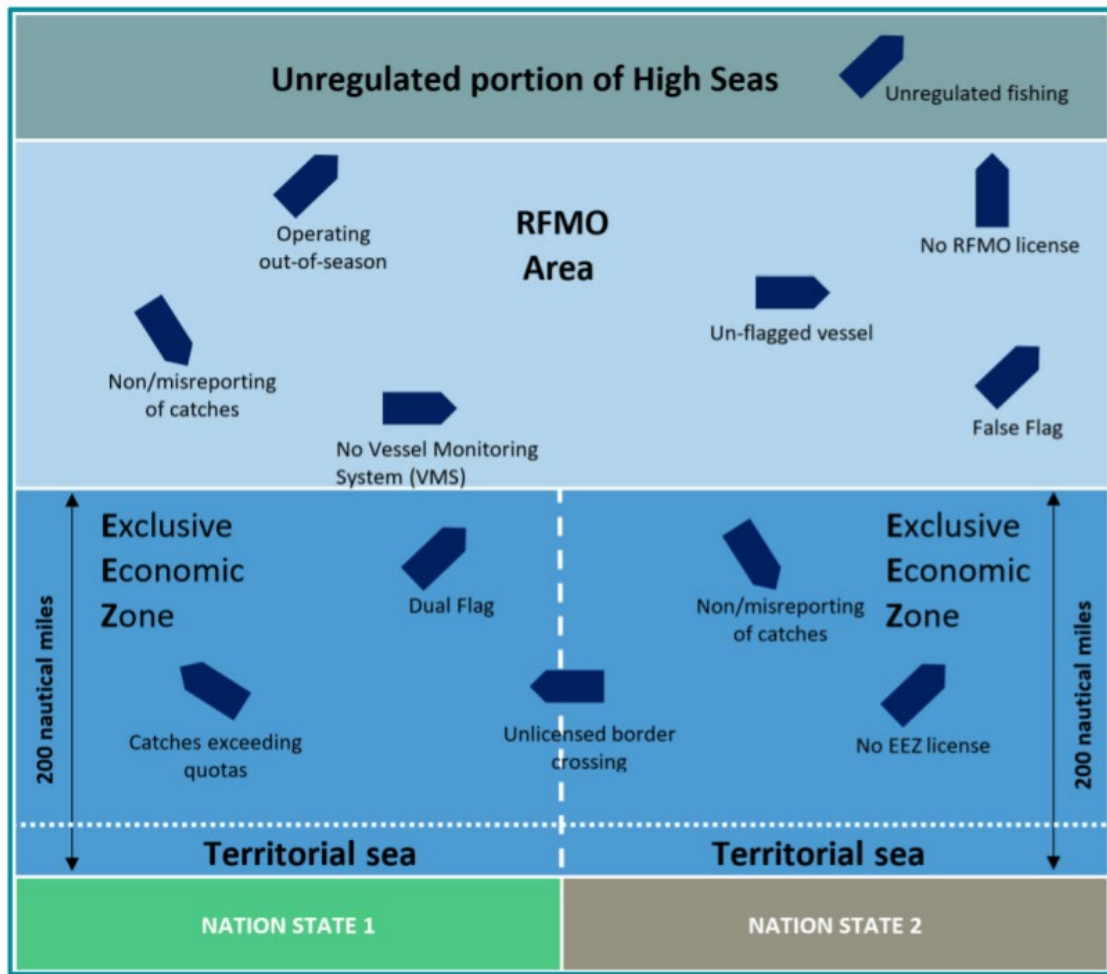 Unregulated portion of High Seas
Unregulated fishing
Operating
out-of-season
RFMO
Area
No RFMO license
Un-flagged vessel
Non/misreporting
of catches
False Flag
No Vessel Monitoring
System (VMS)
200 nautical miles
Exclusive
Economic
Zone
Dual Flag
Non/misreporting
of catches
Exclusive
Economic
Zone
200 nautical miles
Catches exceeding
quotas
Unlicensed border
crossing
No EEZ license
Territorial sea
Territorial sea
NATION STATE 1
NATION STATE 2